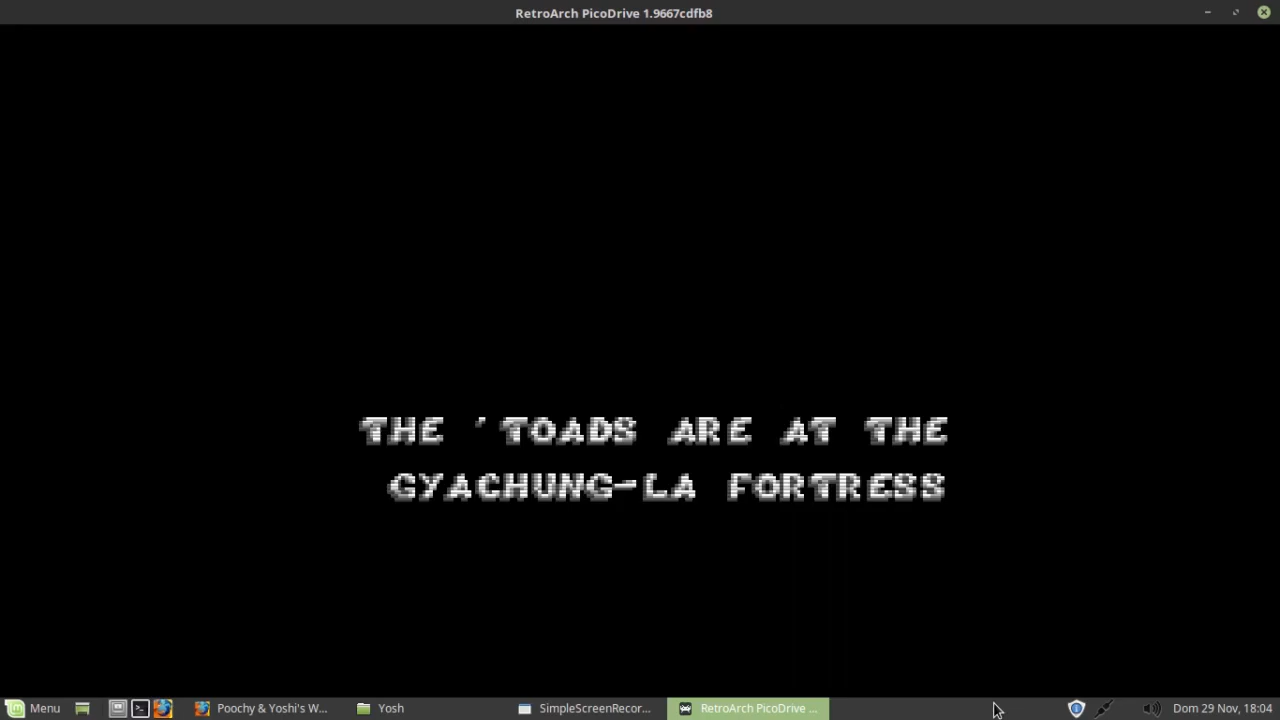 RetroArch PicoDrive 1.9667cdfb8
THE 'TOADS ARE AT THE
GYACHUNG-LA FORTRESS
Menu
Poochy & Yoshi's W...
Yosh
SimpleScreenRecor...
RetroArch PicoDrive ...
Dom 29 Nov, 18:04